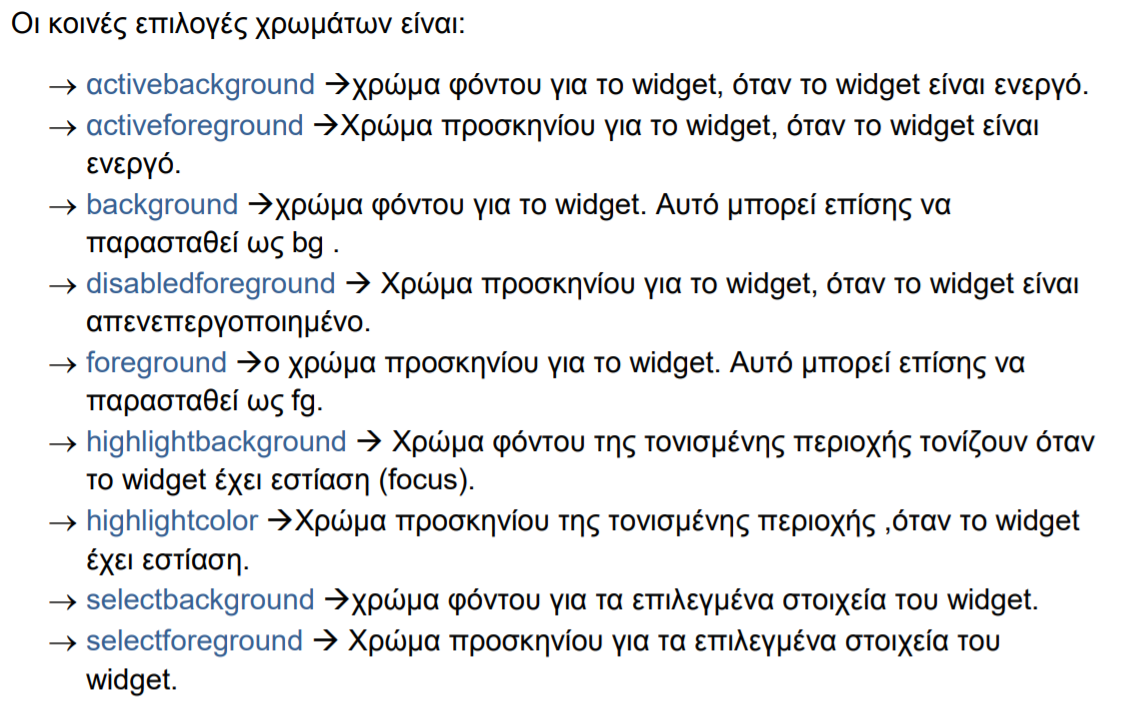 Οι κοινές επιλογές χρωμάτων είναι:
→ αctivebackground →χρώμα φόντου για το widget, όταν το widget είναι ενεργό.
→ αctiveforeground →Χρώμα προσκηνίου για το widget, όταν το widget είναι
ενεργό.
→ background →χρώμα φόντου για το widget. Αυτό μπορεί επίσης να
παρασταθεί ως bg .
→ disabledforeground → Χρώμα προσκηνίου για το widget, όταν το widget είναι
απενεπεργοποιημένο.
→ foreground →ο χρώμα προσκηνίου για το widget. Αυτό μπορεί επίσης να
παρασταθεί ως fg.
→ highlightbackground → Χρώμα φόντου της τονισμένης περιοχής τονίζουν όταν
το widget έχει εστίαση (focus).
→ highlightcolor →Χρώμα προσκηνίου της τονισμένης περιοχής ,όταν το widget
έχει εστίαση.
→ selectbackground →χρώμα φόντου για τα επιλεγμένα στοιχεία του widget.
→ selectforeground → Χρώμα προσκηνίου για τα επιλεγμένα στοιχεία του
widget.